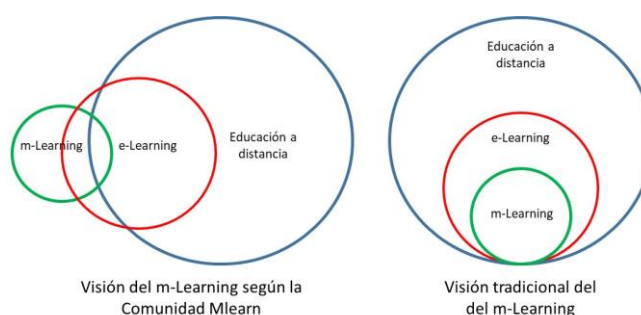 m-Learning
e-Learning
Educación a
distancia
Visión del m-Learning según la
Comunidad Mlearn
Educación a
distancia
e-Learning
m-Learning
Visión tradicional del
del m-Learning